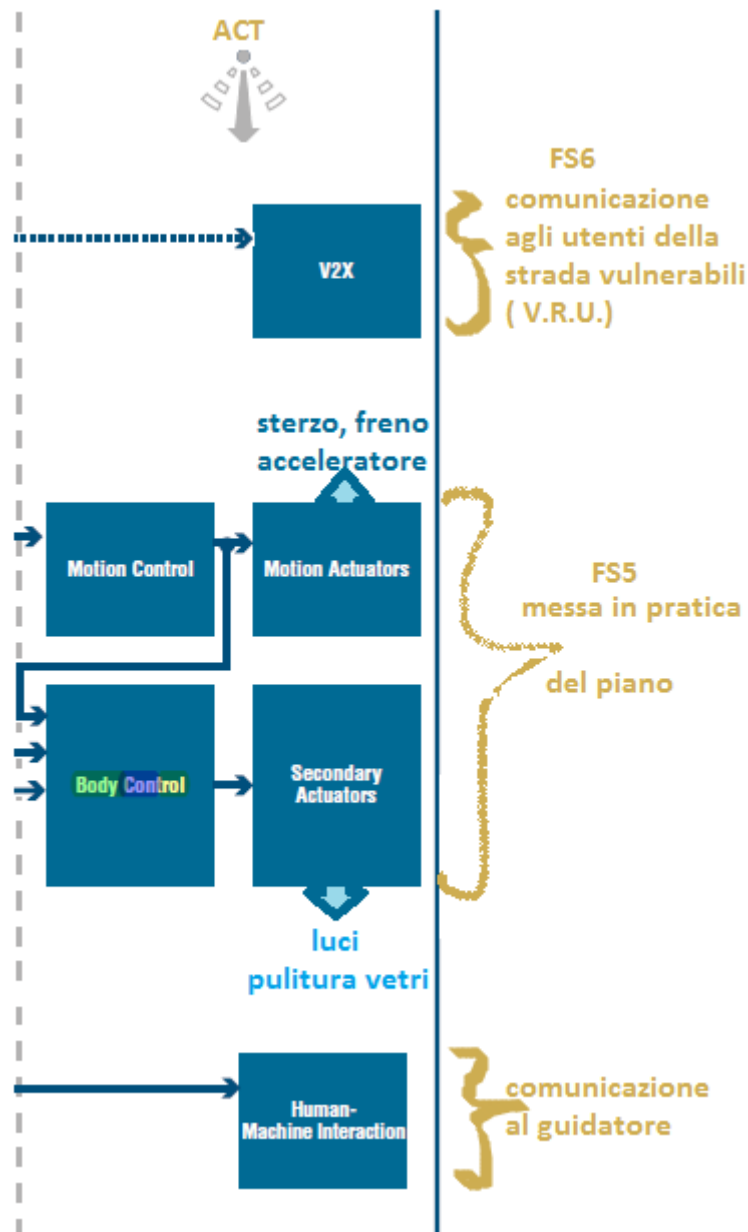 ACT
FS6
comunicazione
agli utenti della
strada vulnerabili
( V.R.U.)
V2X
sterzo, freno
acceleratore
Motion Control
Motion Actuators
FS5
messa in pratica
del piano
Body Control
Secondary
Actuators
luci
pulitura vetri
Human-
Machine Interaction
comunicazione
al guidatore